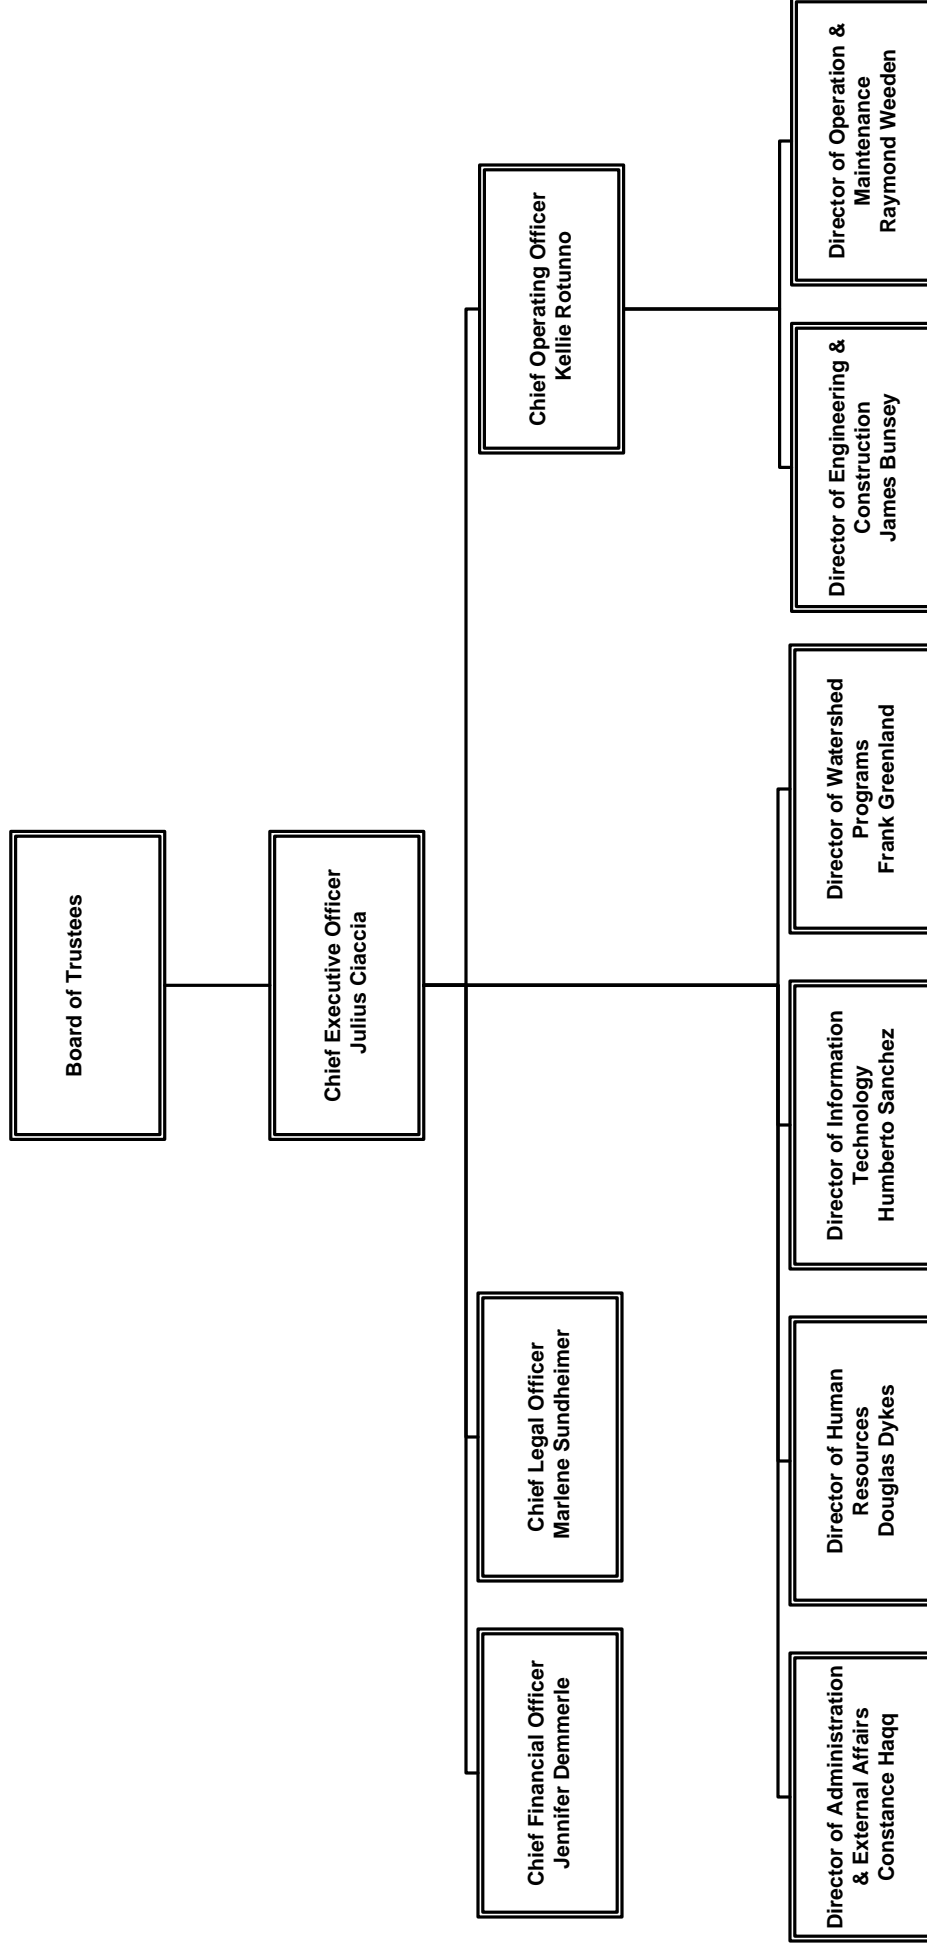 Board of Trustees
Chief Executive Officer
Julius Ciaccia
Chief Financial Officer
Jennifer Demmerle
Chief Legal Officer
Marlene Sundheimer
Chief Operating Officer
Kellie Rotunno
Director of Administration
& External Affairs
Constance Haqq
Director of Human
Resources
Douglas Dykes
Director of Information
Technology
Humberto Sanchez
Director of Watershed
Programs
Frank Greenland
Director of Engineering &
Construction
James Bunsey
Director of Operation &
Maintenance
Raymond Weeden